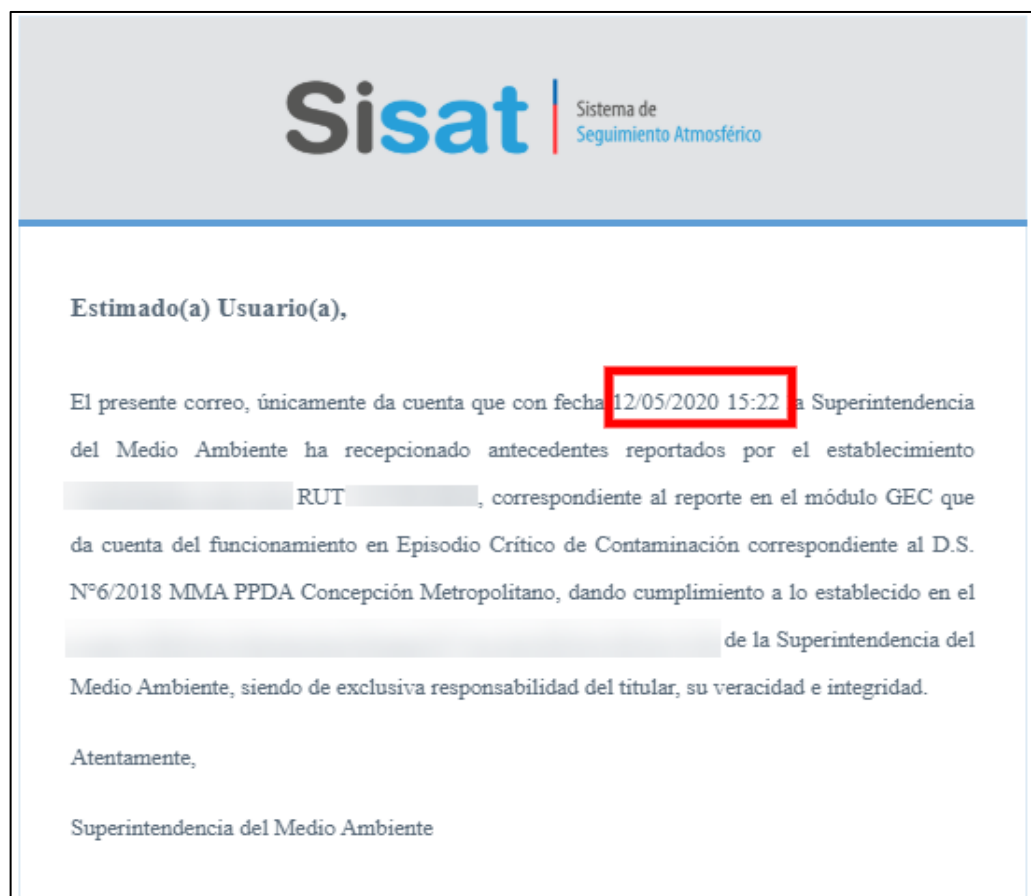 Sisat
Sistema de
Seguimiento Atmosférico
Estimado(a) Usuario(a),
El presente correo, únicamente da cuenta que con fecha 12/05/2020 15:22 la Superintendencia
del Medio Ambiente ha recepcionado antecedentes reportados por el establecimiento
RUT , correspondiente al reporte en el módulo GEC que
da cuenta del funcionamiento en Episodio Crítico de Contaminación correspondiente al D.S.
N°6/2018 MMA PPDA Concepción Metropolitano, dando cumplimiento a lo establecido en el
de la Superintendencia del
Medio Ambiente, siendo de exclusiva responsabilidad del titular, su veracidad e integridad.
Atentamente,
Superintendencia del Medio Ambiente